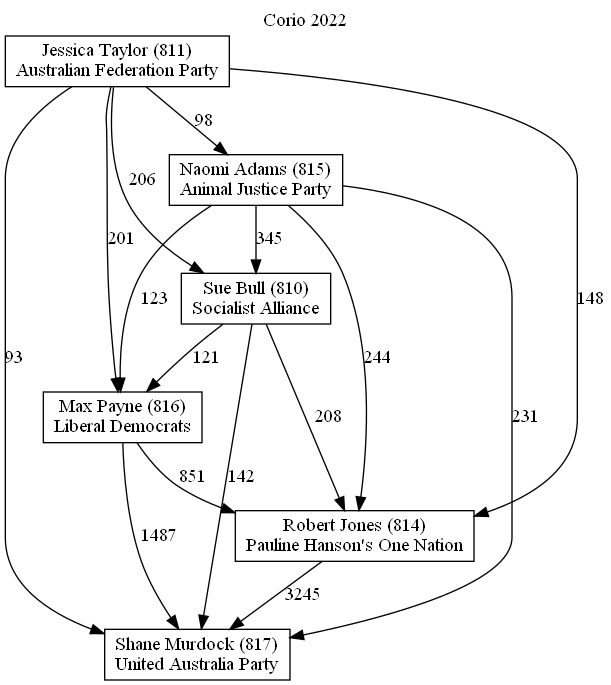 Corio 2022
Jessica Taylor (811)
Australian Federation Party
98
Naomi Adams (815)
Animal Justice Party
206
201
345
Sue Bull (810)
Socialist Alliance
123
148
93
121
244
Max Payne (816)
Liberal Democrats
208
231
851
142
Robert Jones (814)
Pauline Hanson's One Nation
1487
3245
Shane Murdock (817)
United Australia Party